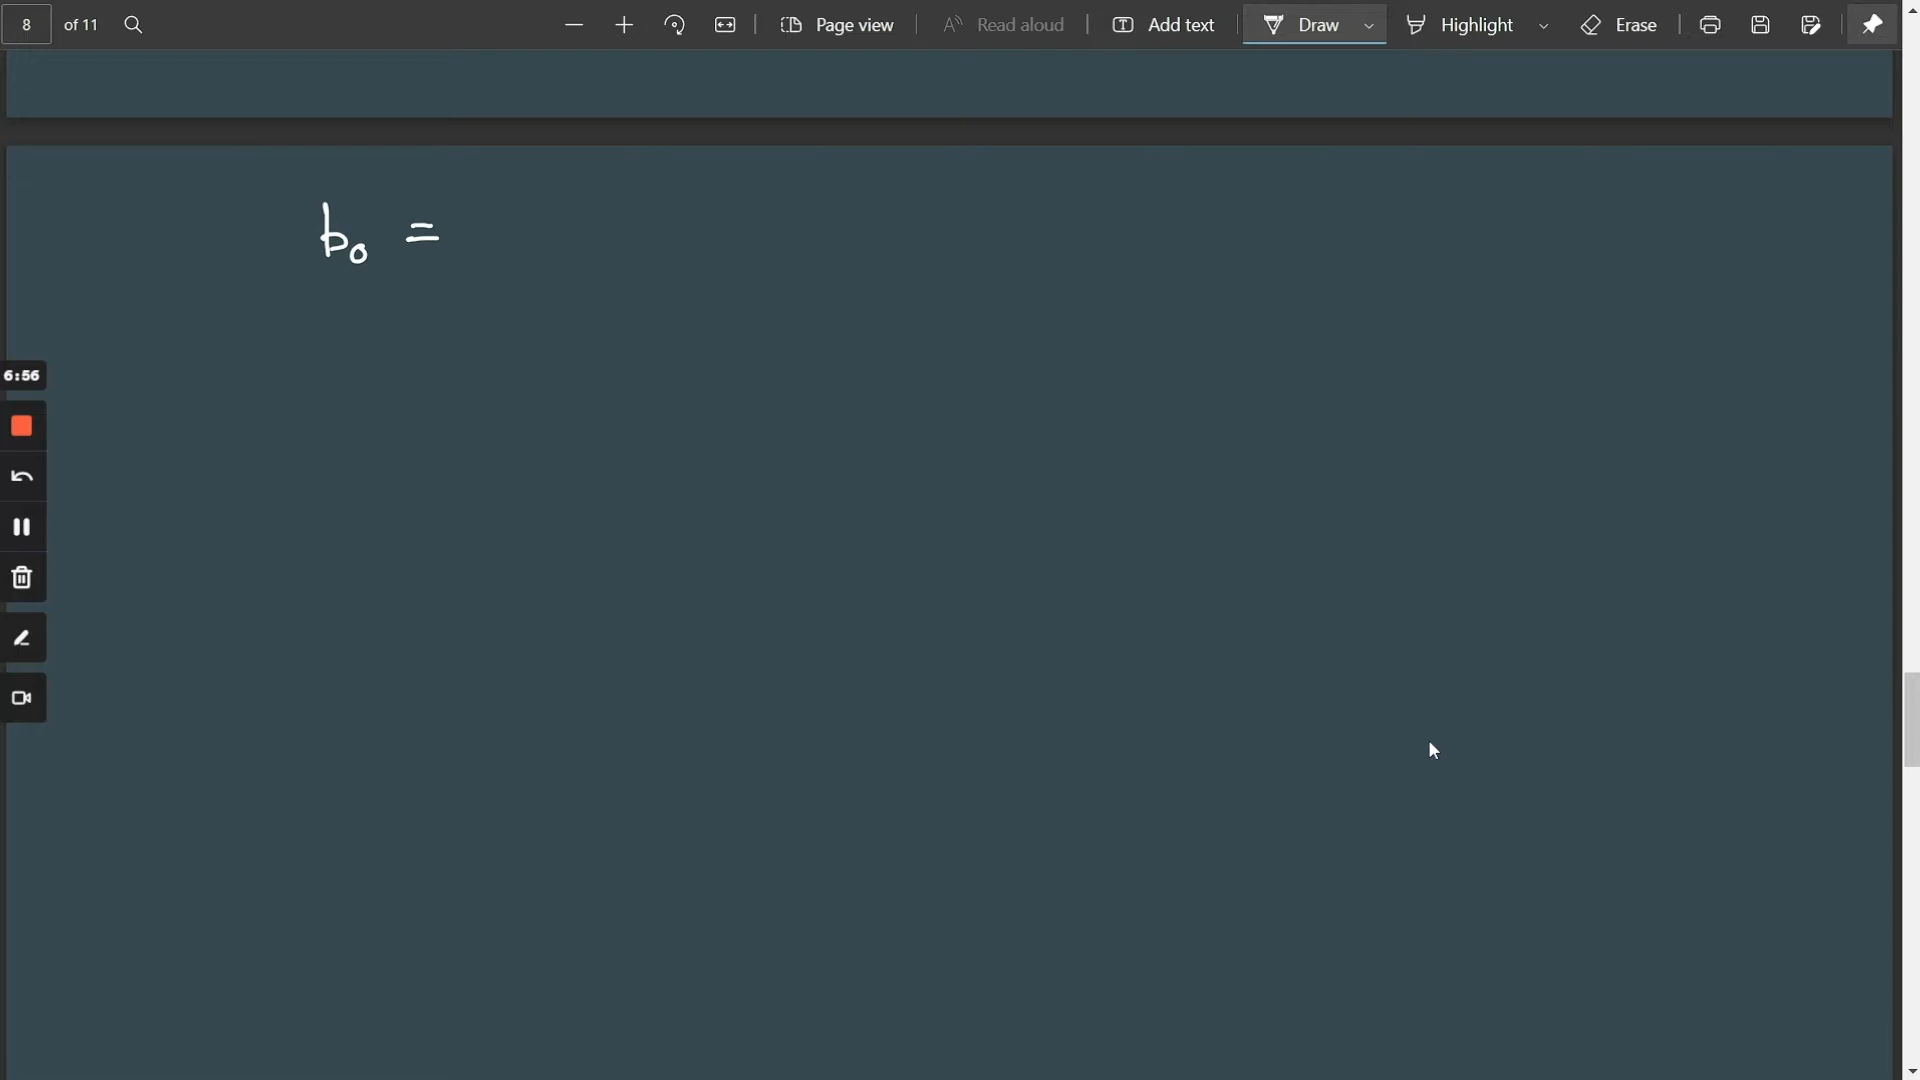 8 of 11 Page view Read aloud Add text Draw Highlight Erase
b₀ =
6:56